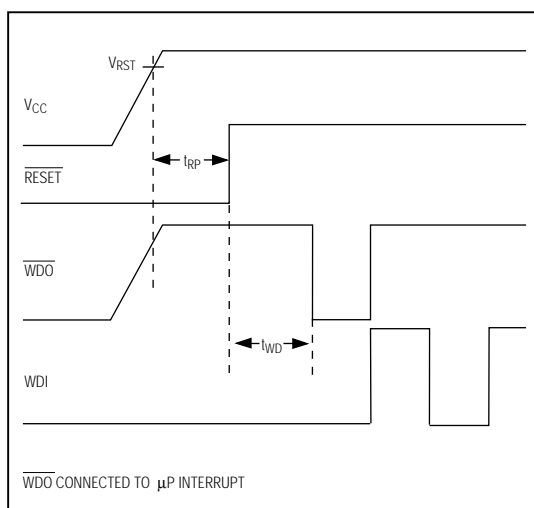 VRST
VCC
tRP
RESET
WDO
tWD
WDI
WDO CONNECTED TO μP INTERRUPT